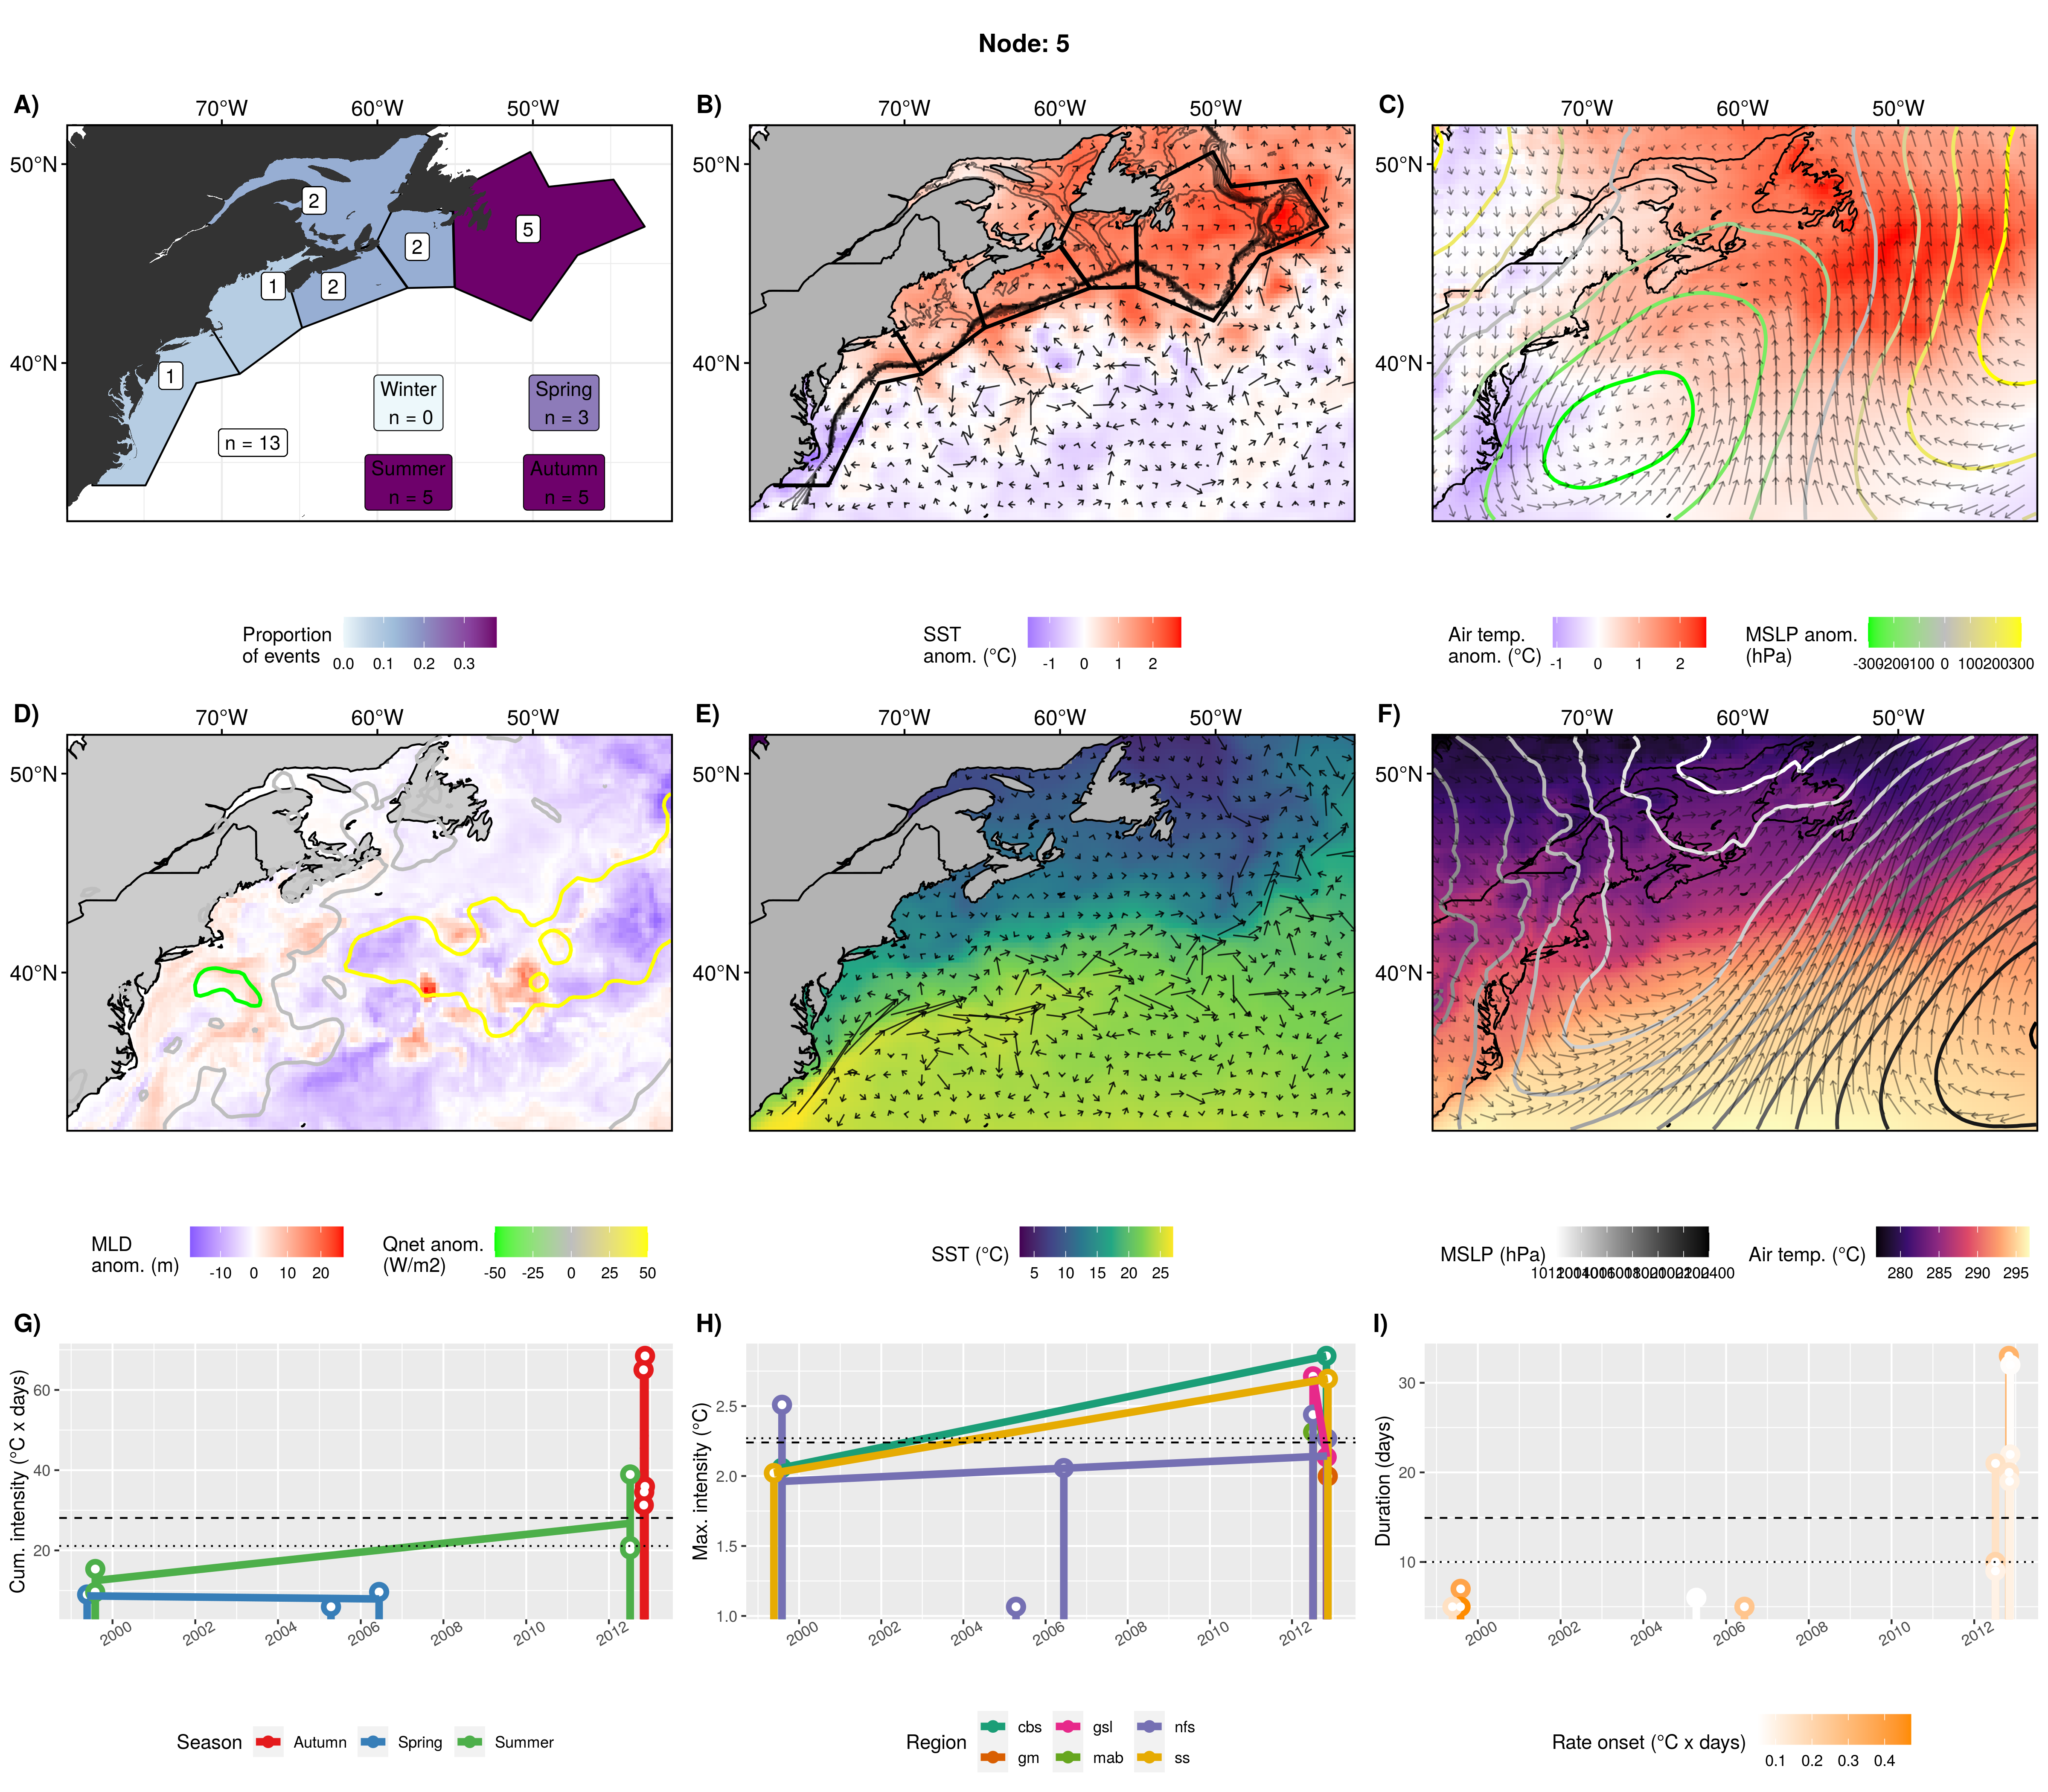 Node: 5
A)
70°W 60°W 50°W
B)
70°W 60°W 50°W
C)
70°W 60°W 50°W
50°N
40°N
2
5
2
1
2
1
n = 13
Winter
n = 0
Spring
n = 3
Summer
n = 5
Autumn
n = 5
50°N
40°N
50°N
40°N
Proportion
of events
0.0 0.1 0.2 0.3
SST
anom. (°C)
-1 0 1 2
Air temp.
anom. (°C)
-1 0 1 2
MSLP anom.
(hPa)
-300 -200 -100 0 100 200 300
D)
70°W 60°W 50°W
E)
70°W 60°W 50°W
F)
70°W 60°W 50°W
50°N
40°N
50°N
40°N
50°N
40°N
MLD
anom. (m)
-10 0 10 20
Qnet anom.
(W/m2)
-50 -25 0 25 50
SST (°C)
5 10 15 20 25
MSLP (hPa)
Air temp. (°C)
280 285 290 295
G)
Cum. intensity (°C x days)
60
40
20
2000 2002 2004 2006 2008 2010 2012
Season
Autumn
Spring
Summer
H)
Max. intensity (°C)
2.5
2.0
1.5
1.0
2000 2002 2004 2006 2008 2010 2012
Region
cbs
gsl
nfs
gm
mab
ss
I)
Duration (days)
30
20
10
2000 2002 2004 2006 2008 2010 2012
Rate onset (°C x days)
0.1 0.2 0.3 0.4